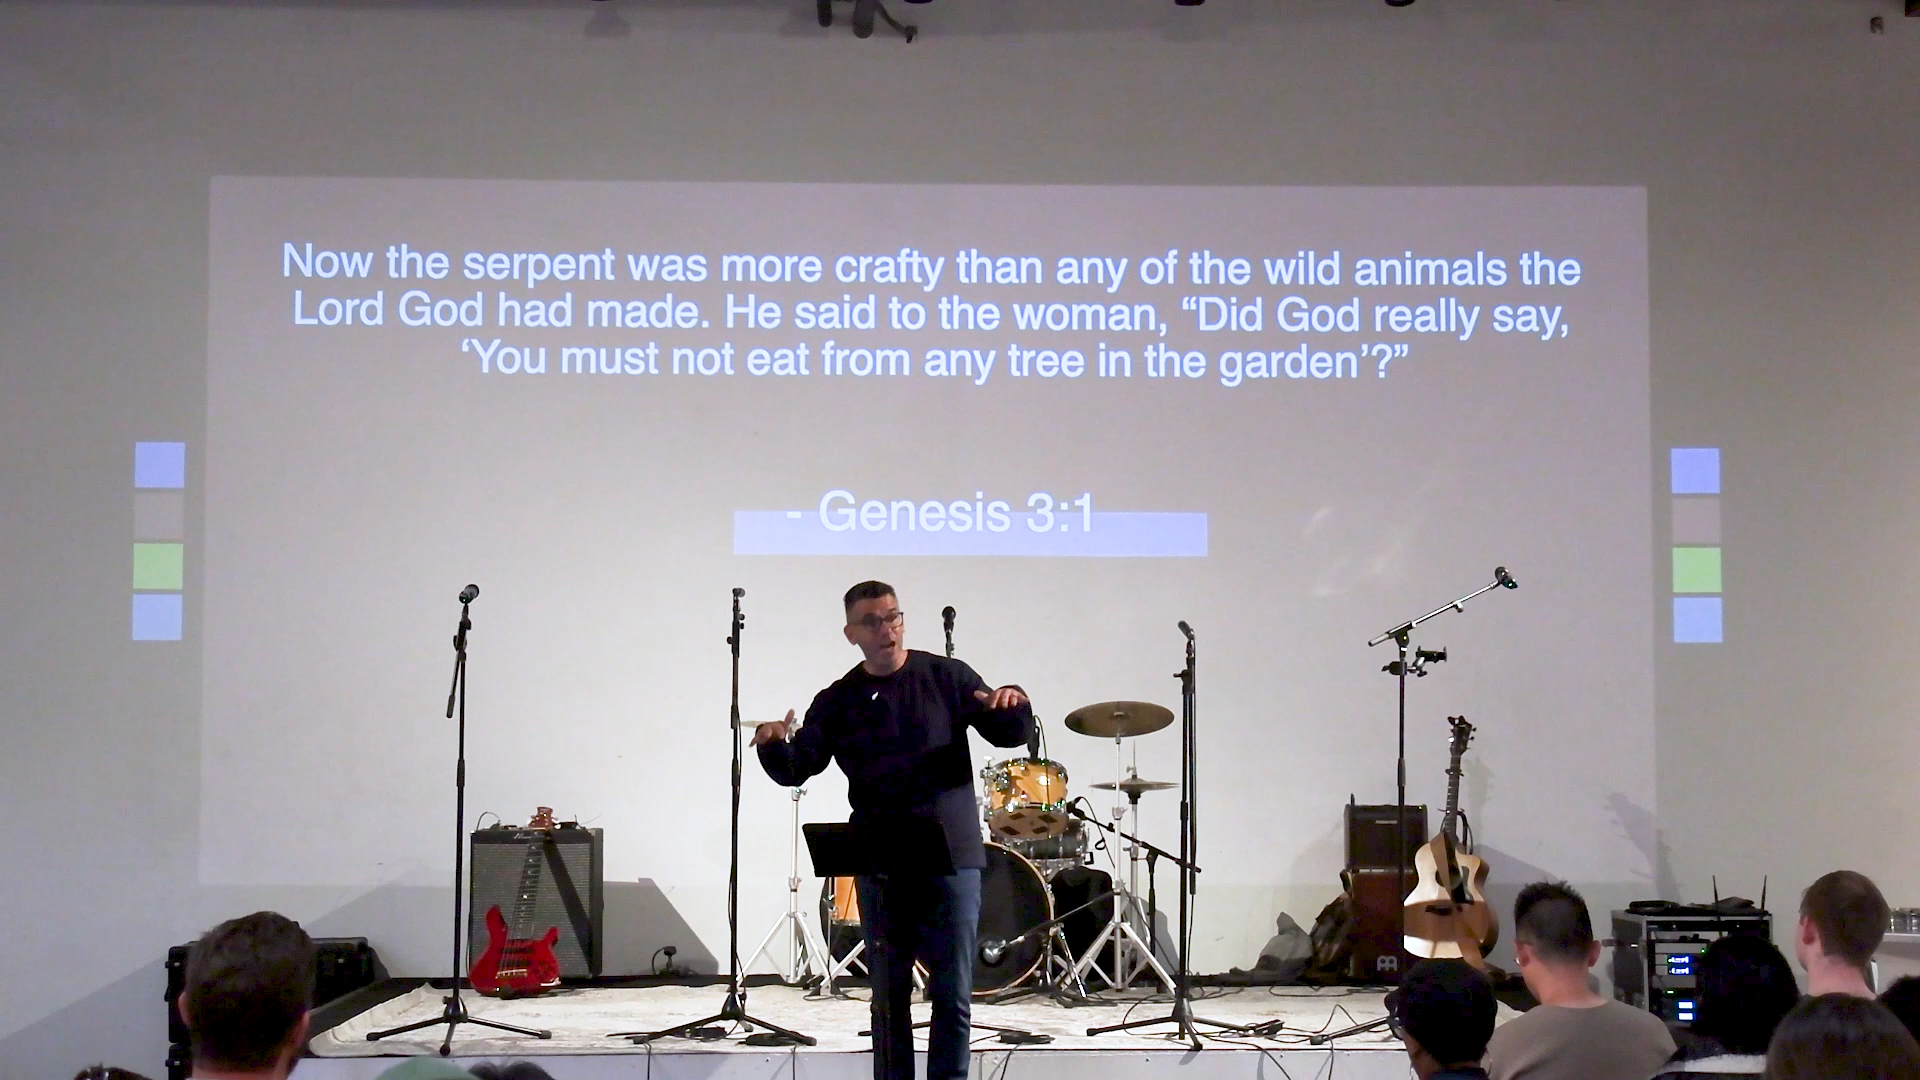 Now the serpent was more crafty than any of the wild animals the
Lord God had made. He said to the woman, “Did God really say,
‘You must not eat from any tree in the garden’?”
- Genesis 3:1